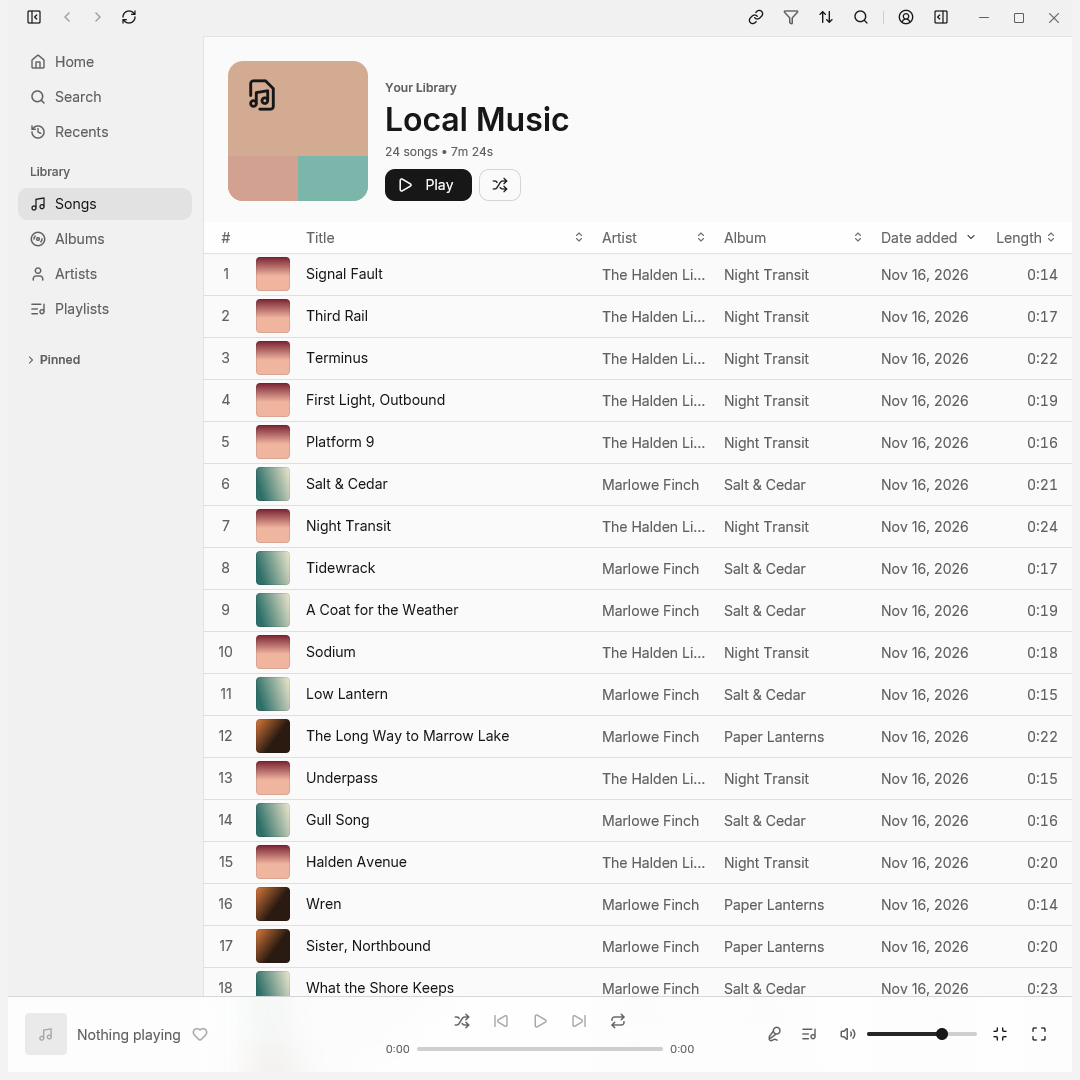 Home
Search
Recents
Library
Songs
Albums
Artists
Playlists
Pinned
Your Library
Local Music
24 songs • 7m 24s
Play
# Title Artist Album Date added Length
1 Signal Fault The Halden Li... Night Transit Nov 16, 2026 0:14
2 Third Rail The Halden Li... Night Transit Nov 16, 2026 0:17
3 Terminus The Halden Li... Night Transit Nov 16, 2026 0:22
4 First Light, Outbound The Halden Li... Night Transit Nov 16, 2026 0:19
5 Platform 9 The Halden Li... Night Transit Nov 16, 2026 0:16
6 Salt & Cedar Marlowe Finch Salt & Cedar Nov 16, 2026 0:21
7 Night Transit The Halden Li... Night Transit Nov 16, 2026 0:24
8 Tidewrack Marlowe Finch Salt & Cedar Nov 16, 2026 0:17
9 A Coat for the Weather Marlowe Finch Salt & Cedar Nov 16, 2026 0:19
10 Sodium The Halden Li... Night Transit Nov 16, 2026 0:18
11 Low Lantern Marlowe Finch Salt & Cedar Nov 16, 2026 0:15
12 The Long Way to Marrow Lake Marlowe Finch Paper Lanterns Nov 16, 2026 0:22
13 Underpass The Halden Li... Night Transit Nov 16, 2026 0:15
14 Gull Song Marlowe Finch Salt & Cedar Nov 16, 2026 0:16
15 Halden Avenue The Halden Li... Night Transit Nov 16, 2026 0:20
16 Wren Marlowe Finch Paper Lanterns Nov 16, 2026 0:14
17 Sister, Northbound Marlowe Finch Paper Lanterns Nov 16, 2026 0:20
18 What the Shore Keeps Marlowe Finch Salt & Cedar Nov 16, 2026 0:23
Nothing playing
0:00 0:00